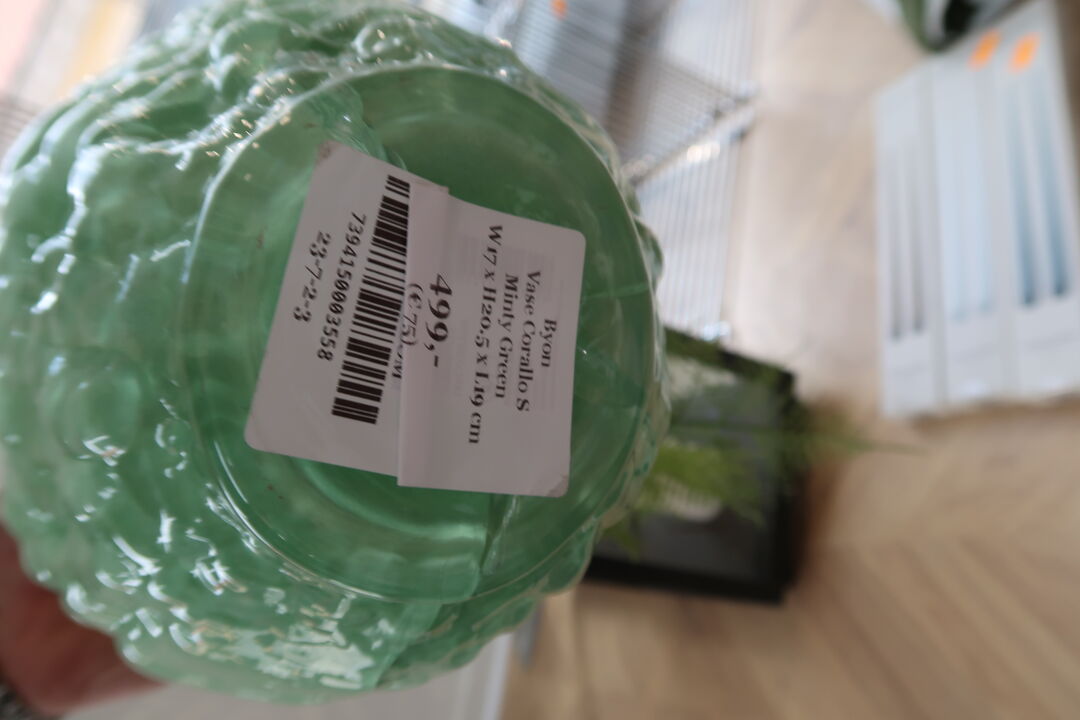 Byon
Vase Corallo S
Minty Green
W17 x H20.5 x L19 cm
499,-
(€75)
7394150003558
23-7-2-3